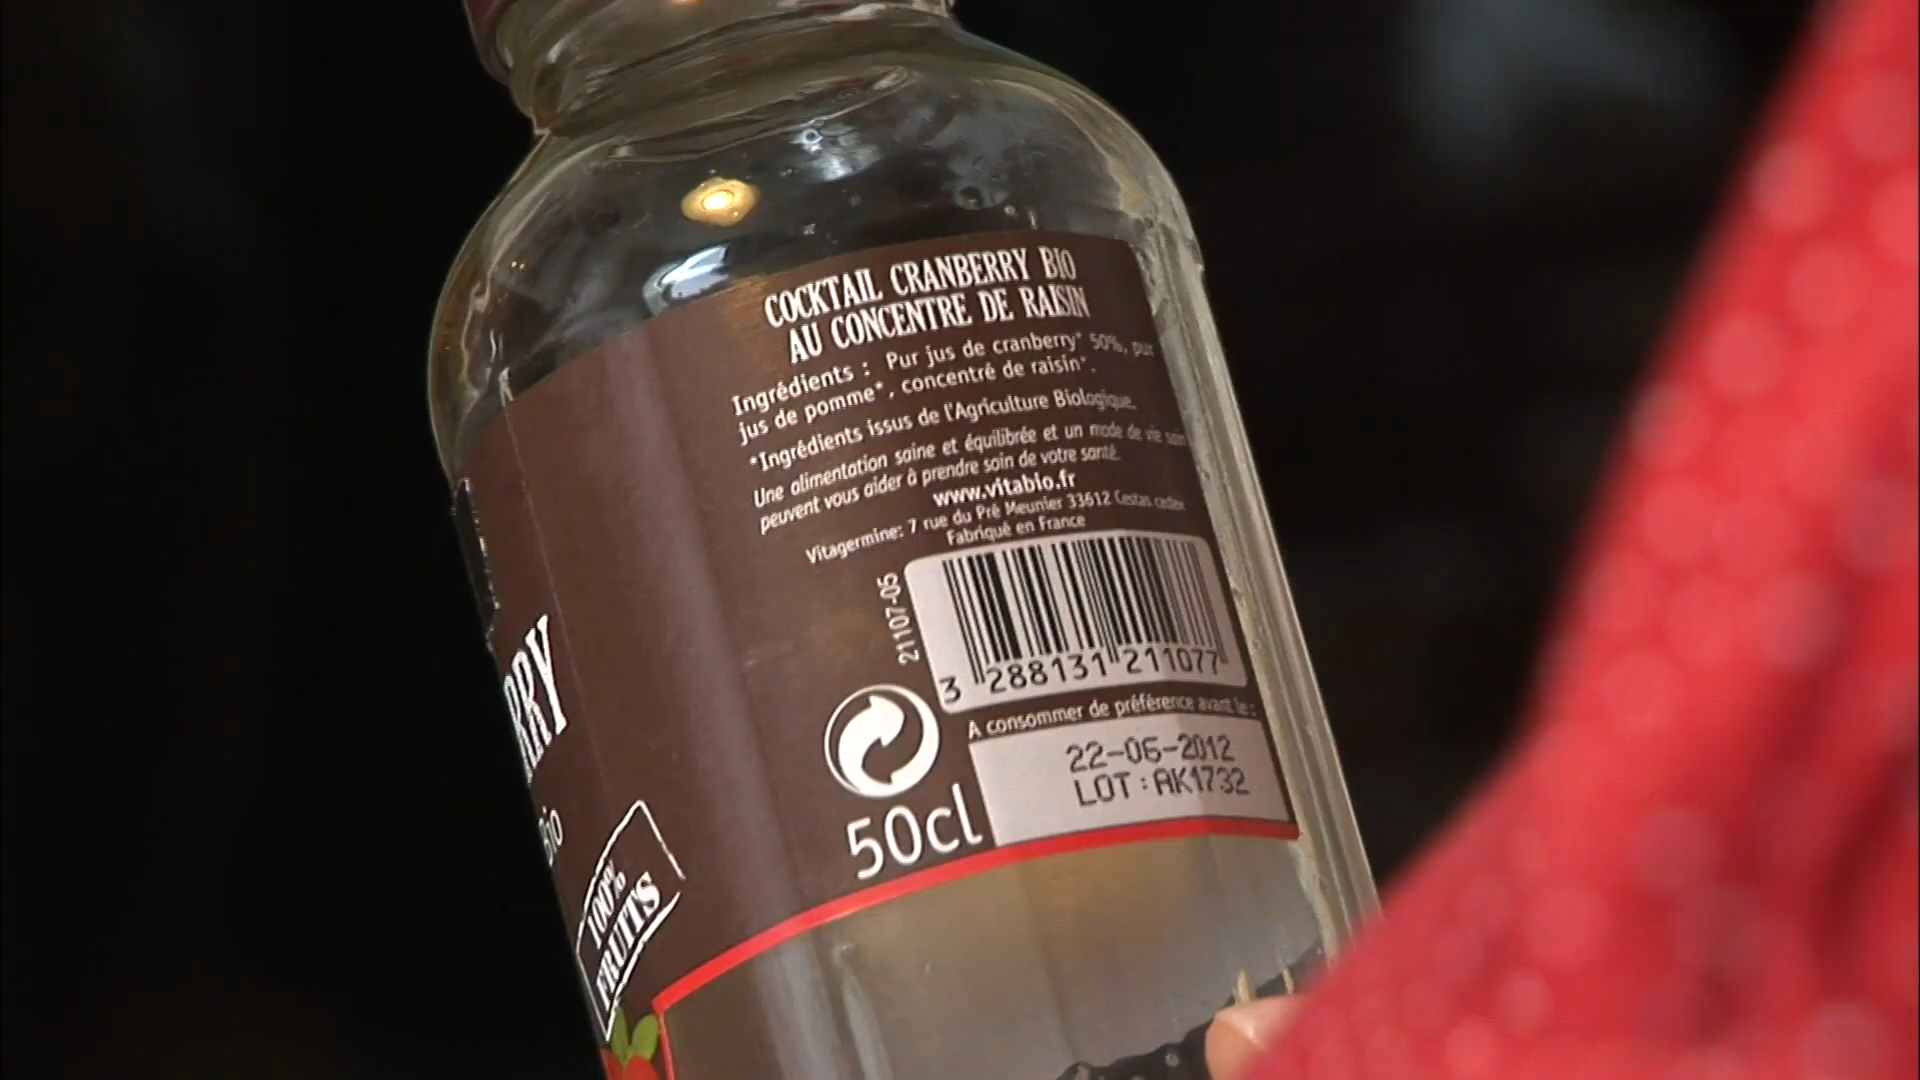 COCKTAIL CRANBERRY BIO
AU CONCENTRE DE RAISIN
Ingrédients : Pur jus de cranberry* 50%, pur
jus de pomme*, concentré de raisin*.
*Ingrédients issus de l'Agriculture Biologique.
Une alimentation saine et équilibrée et un mode de vie sain
peuvent vous aider à prendre soin de votre santé.
www.vitabio.fr
Vitagermine: 7 rue du Pré Meunier 33612 Cestas cedex
Fabriqué en France
21107-05
3 288131 211077
A consommer de préférence avant le :
22-06-2012
LOT : AK1732
50cl
RRY
Bio
100%
FRUITS